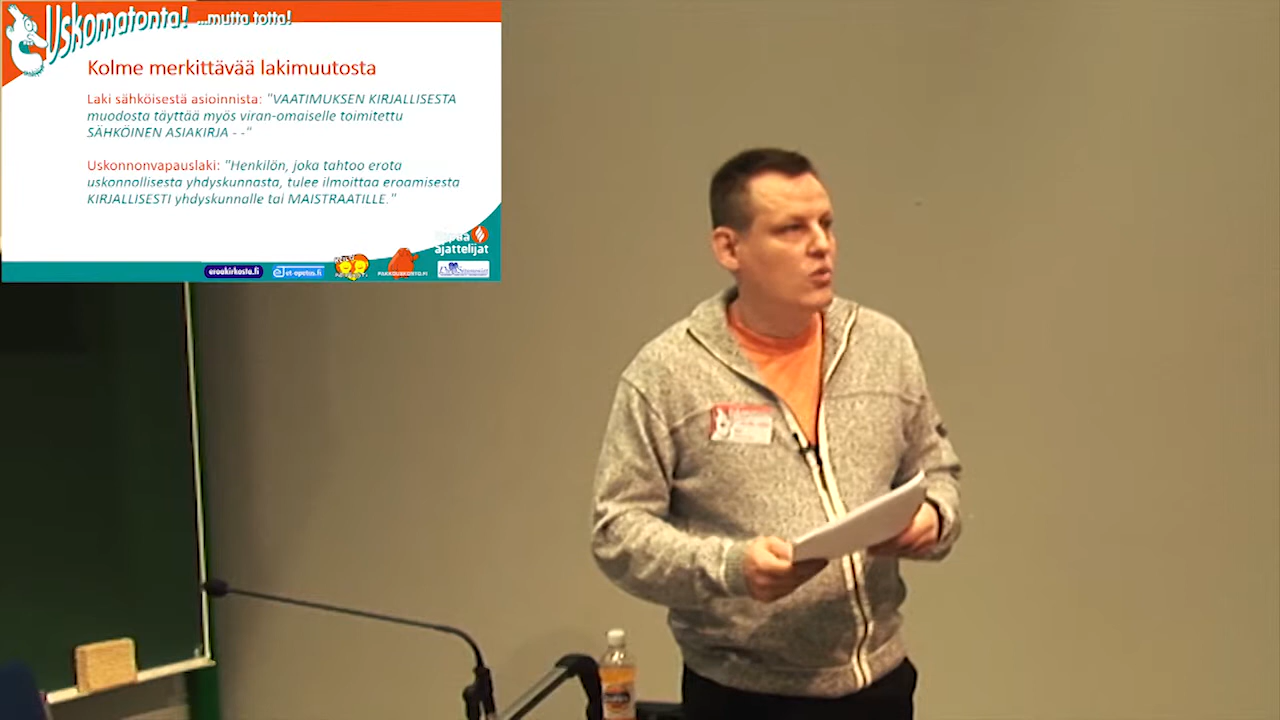 Uskomatonta! ...mutta totta!
Kolme merkittävää lakimuutosta
Laki sähköisestä asioinnista: "VAATIMUKSEN KIRJALLISESTA
muodosta täyttää myös viran-omaiselle toimitettu
SÄHKÖINEN ASIAKIRJA - -"
Uskonnonvapauslaki: "Henkilön, joka tahtoo erota
uskonnollisesta yhdyskunnasta, tulee ilmoittaa eroamisesta
KIRJALLISESTI yhdyskunnalle tai MAISTRAATILLE."
ajattelijat
eroakirkosta.fi
et-opetus.fi